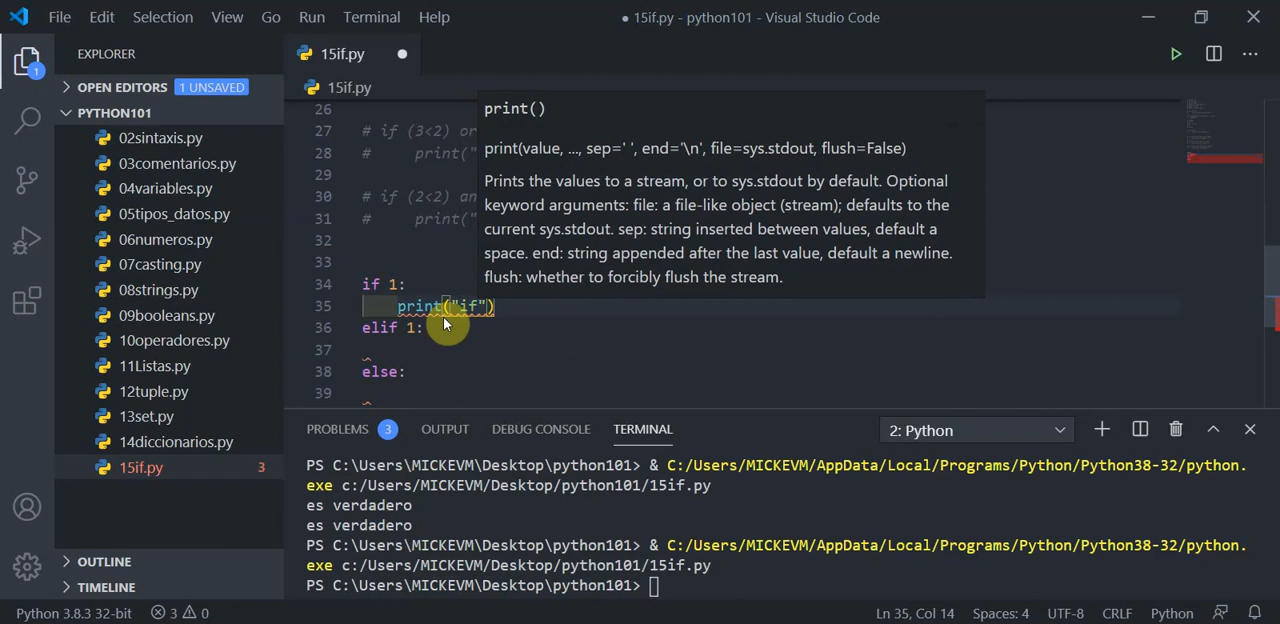 File Edit Selection View Go Run Terminal Help
● 15if.py - python101 - Visual Studio Code
EXPLORER
OPEN EDITORS 1 UNSAVED
PYTHON101
02sintaxis.py
03comentarios.py
04variables.py
05tipos_datos.py
06numeros.py
07casting.py
08strings.py
09booleans.py
10operadores.py
11Listas.py
12tuple.py
13set.py
14diccionarios.py
15if.py 3
OUTLINE
TIMELINE
1
15if.py
15if.py
26
27 # if (3<2) or
28 #     print("
29
30 # if (2<2) an
31 #     print("
32
33
34 if 1:
35     print("if")
36 elif 1:
37
38 else:
39
print()
print(value, ..., sep=' ', end='\n', file=sys.stdout, flush=False)
Prints the values to a stream, or to sys.stdout by default. Optional
keyword arguments: file: a file-like object (stream); defaults to the
current sys.stdout. sep: string inserted between values, default a
space. end: string appended after the last value, default a newline.
flush: whether to forcibly flush the stream.
PROBLEMS 3 OUTPUT DEBUG CONSOLE TERMINAL 2: Python
PS C:\Users\MICKEVM\Desktop\python101> & C:/Users/MICKEVM/AppData/Local/Programs/Python/Python38-32/python.
exe c:/Users/MICKEVM/Desktop/python101/15if.py
es verdadero
es verdadero
PS C:\Users\MICKEVM\Desktop\python101> & C:/Users/MICKEVM/AppData/Local/Programs/Python/Python38-32/python.
exe c:/Users/MICKEVM/Desktop/python101/15if.py
PS C:\Users\MICKEVM\Desktop\python101>
Python 3.8.3 32-bit 3 0 Ln 35, Col 14 Spaces: 4 UTF-8 CRLF Python